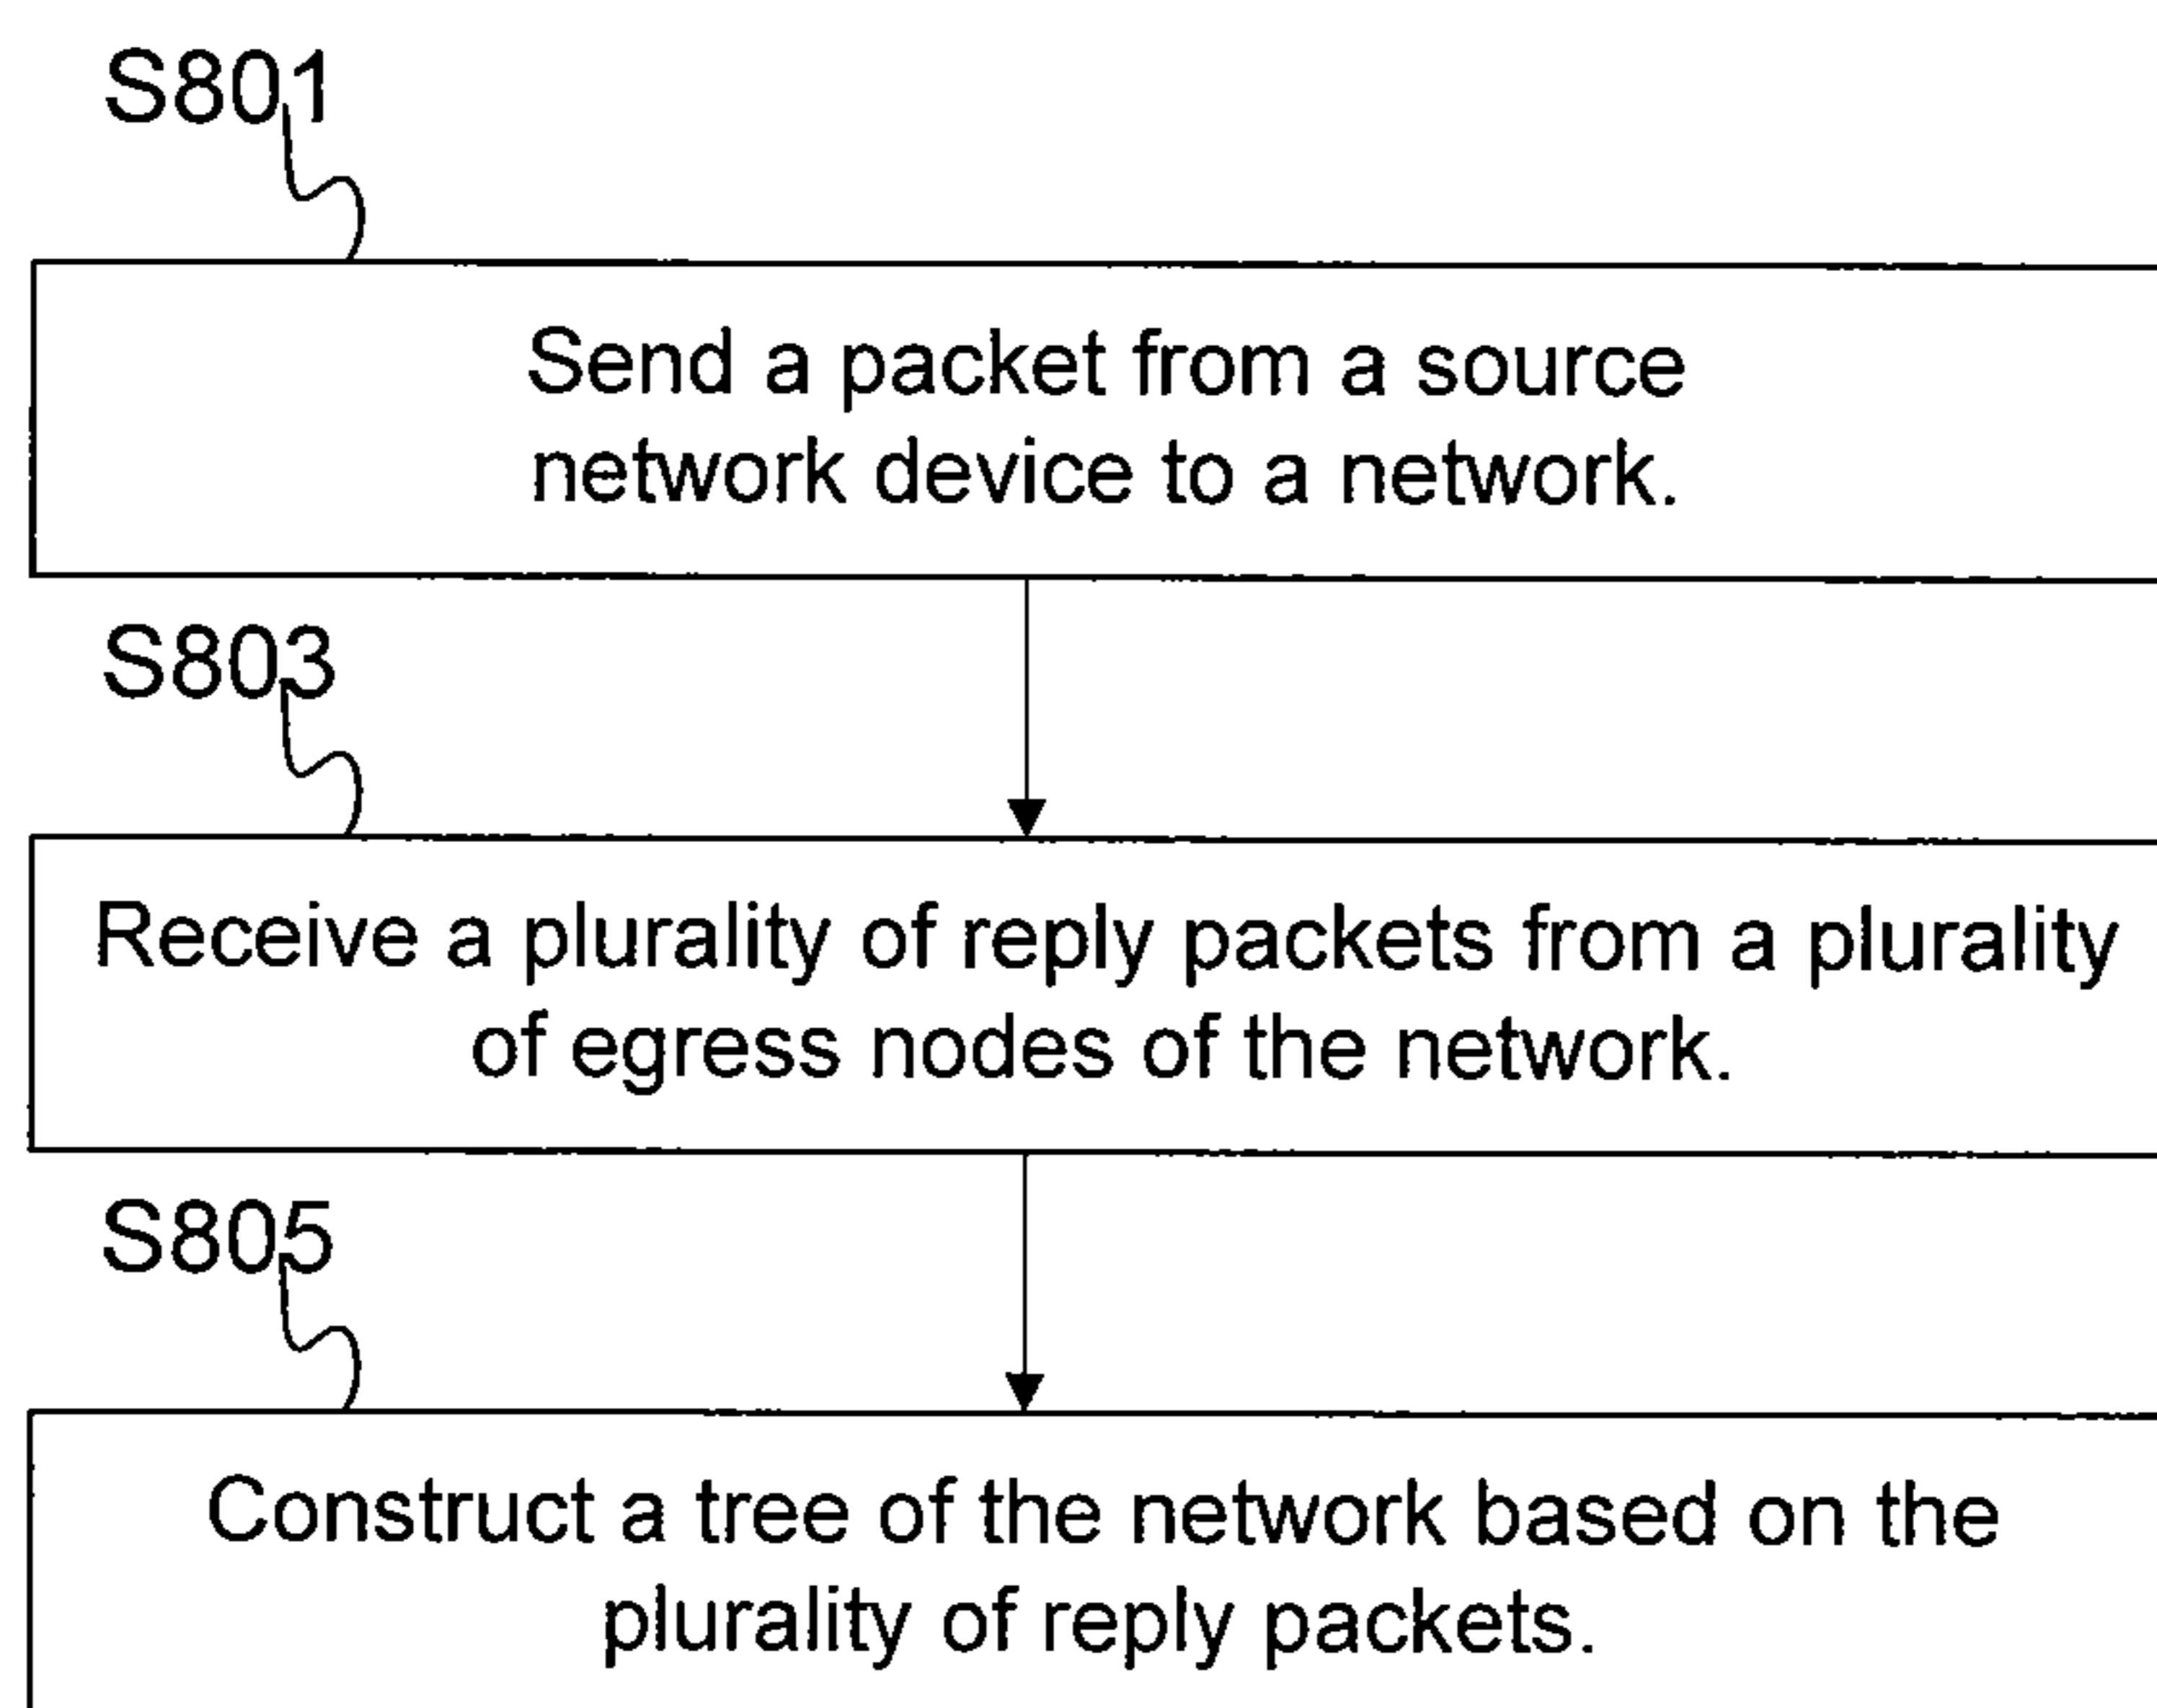 S801
Send a packet from a source
network device to a network.
S803
Receive a plurality of reply packets from a plurality
of egress nodes of the network.
S805
Construct a tree of the network based on the
plurality of reply packets.